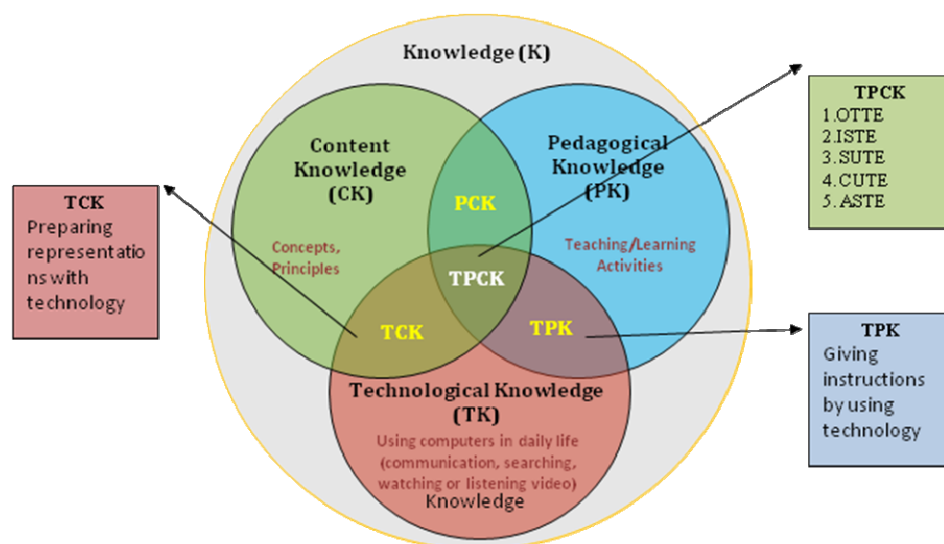 Knowledge (K)
Content
Knowledge
(CK)
Concepts,
Principles
Pedagogical
Knowledge
(PK)
Teaching/Learning
Activities
PCK
TPCK
TCK
TPK
Technological Knowledge
(TK)
Using computers in daily life
(communication, searching,
watching or listening video)
Knowledge
TCK
Preparing
representatio
ns with
technology
TPCK
1.OTTE
2.ISTE
3.SUTE
4.CUTE
5.ASTE
TPK
Giving
instructions
by using
technology